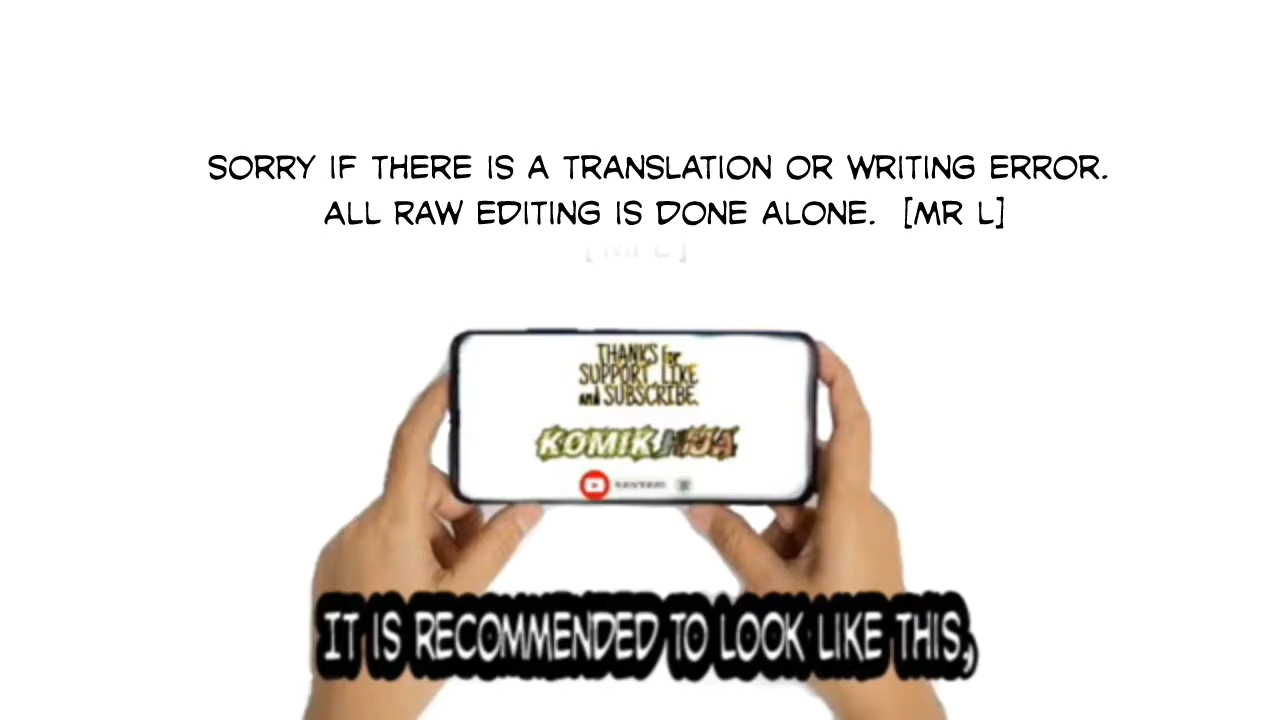 SORRY IF THERE IS A TRANSLATION OR WRITING ERROR.
ALL RAW EDITING IS DONE ALONE. [MR L]
THANKS for
SUPPORT, LIKE
and SUBSCRIBE.
KOMIK HUA
IT IS RECOMMENDED TO LOOK LIKE THIS,